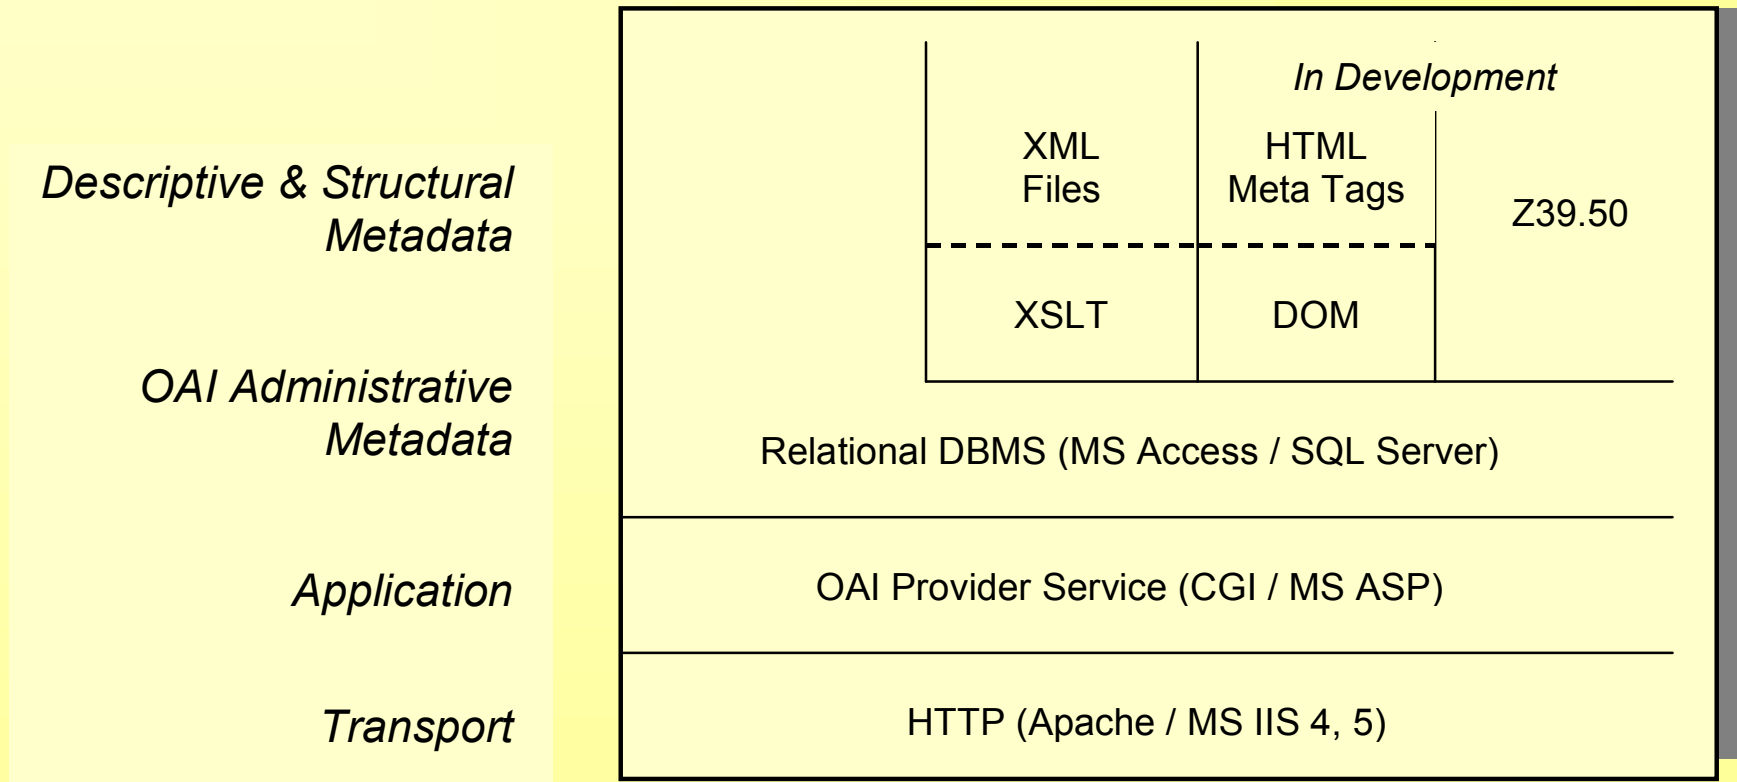 In Development
XML
Files
HTML
Meta Tags
Z39.50
Descriptive & Structural
Metadata
XSLT
DOM
OAI Administrative
Metadata
Relational DBMS (MS Access / SQL Server)
Application
OAI Provider Service (CGI / MS ASP)
Transport
HTTP (Apache / MS IIS 4, 5)